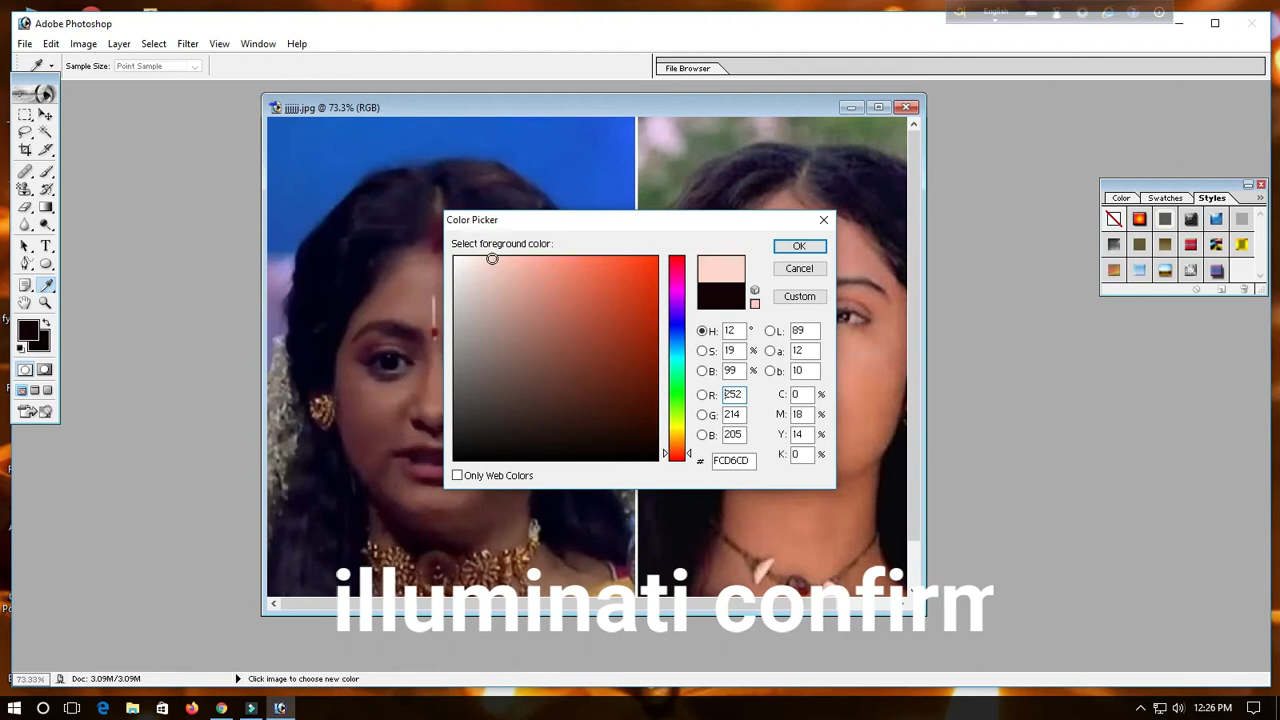 Adobe Photoshop
English
File Edit Image Layer Select Filter View Window Help
Sample Size: Point Sample
File Browser
jjjjjj.jpg @ 73.3% (RGB)
Color Swatches Styles
Color Picker
Select foreground color:
OK
Cancel
Custom
H: 12 °
L: 89
S: 19 %
a: 12
B: 99 %
b: 10
R: 252
C: 0 %
G: 214
M: 18 %
B: 205
Y: 14 %
K: 0 %
# FCD6CD
Only Web Colors
illuminati confirm
73.33% Doc: 3.09M/3.09M Click image to choose new color
12:26 PM